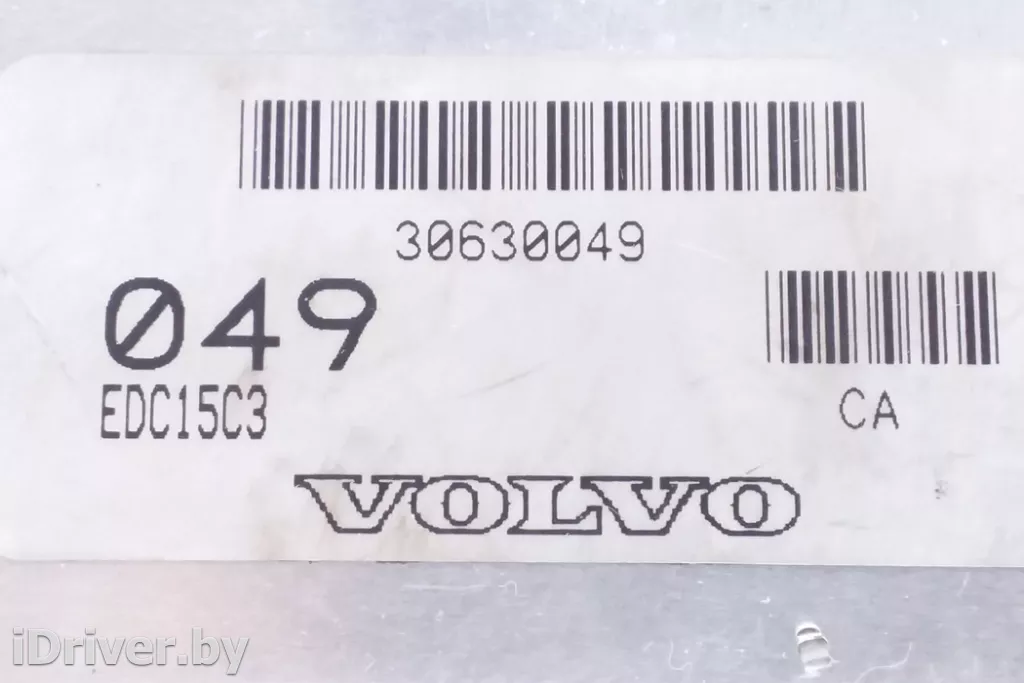 30630049
049
EDC15C3
CA
VOLVO
iDriver.by